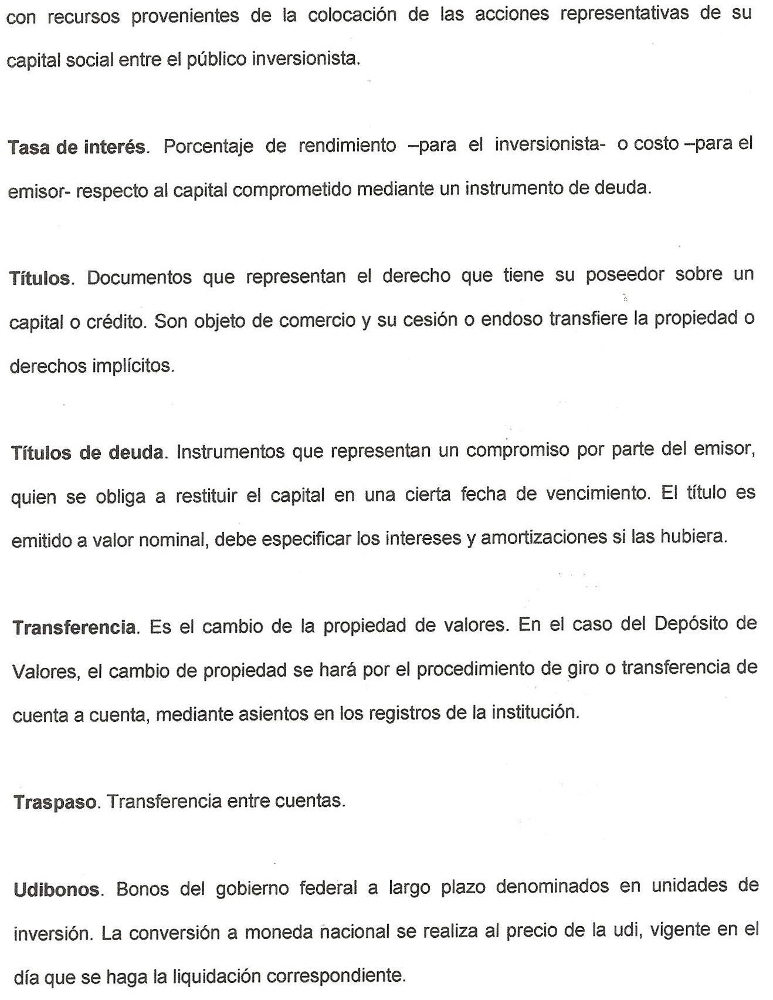 con recursos provenientes de la colocación de las acciones representativas de su
capital social entre el público inversionista.
Tasa de interés. Porcentaje de rendimiento –para el inversionista- o costo –para el
emisor- respecto al capital comprometido mediante un instrumento de deuda.
Títulos. Documentos que representan el derecho que tiene su poseedor sobre un
capital o crédito. Son objeto de comercio y su cesión o endoso transfiere la propiedad o
derechos implícitos.
Títulos de deuda. Instrumentos que representan un compromiso por parte del emisor,
quien se obliga a restituir el capital en una cierta fecha de vencimiento. El título es
emitido a valor nominal, debe especificar los intereses y amortizaciones si las hubiera.
Transferencia. Es el cambio de la propiedad de valores. En el caso del Depósito de
Valores, el cambio de propiedad se hará por el procedimiento de giro o transferencia de
cuenta a cuenta, mediante asientos en los registros de la institución.
Traspaso. Transferencia entre cuentas.
Udibonos. Bonos del gobierno federal a largo plazo denominados en unidades de
inversión. La conversión a moneda nacional se realiza al precio de la udi, vigente en el
día que se haga la liquidación correspondiente.